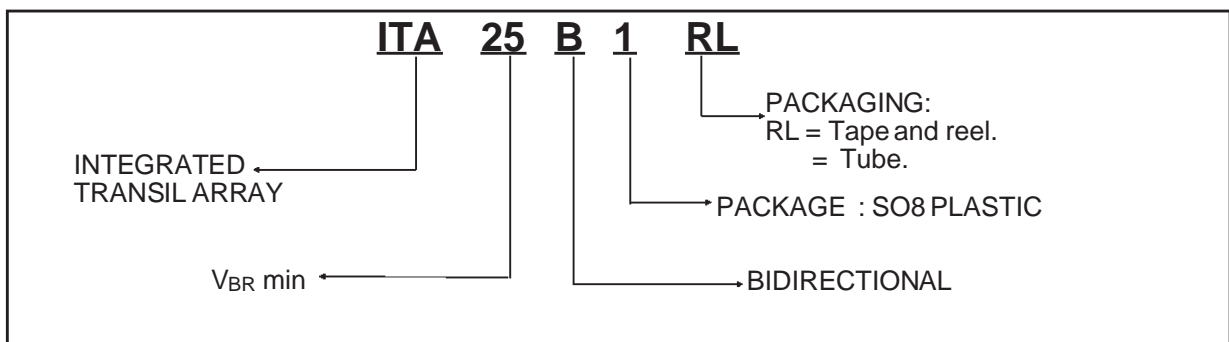 ITA 25 B 1 RL
PACKAGING:
RL = Tape and reel.
= Tube.
INTEGRATED
TRANSIL ARRAY
PACKAGE : SO8 PLASTIC
VBR min
BIDIRECTIONAL